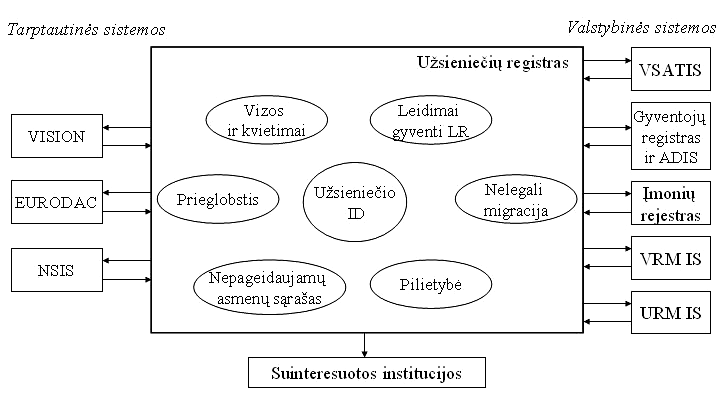 Tarptautinės sistemos
Valstybinės sistemos
Užsieniečių registras
VSATIS
Vizos
ir kvietimai
Leidimai
gyventi LR
VISION
Gyventojų
registras
ir ADIS
EURODAC
Prieglobstis
Užsieniečio
ID
Nelegali
migracija
Įmonių
rejestras
NSIS
Nepageidaujamų
asmenų sąrašas
Pilietybė
VRM IS
URM IS
Suinteresuotos institucijos